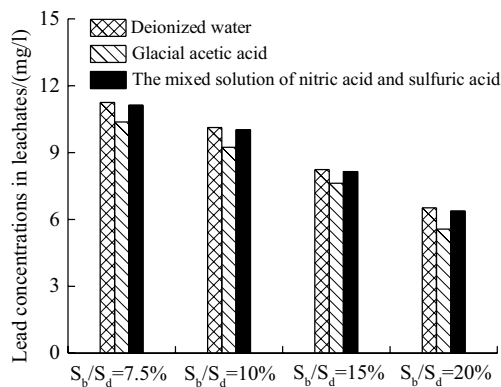 Lead concentrations in leachates/(mg/l)
15
12
9
6
3
0
Deionized water
Glacial acetic acid
The mixed solution of nitric acid and sulfuric acid
S_b/S_d=7.5% S_b/S_d=10% S_b/S_d=15% S_b/S_d=20%